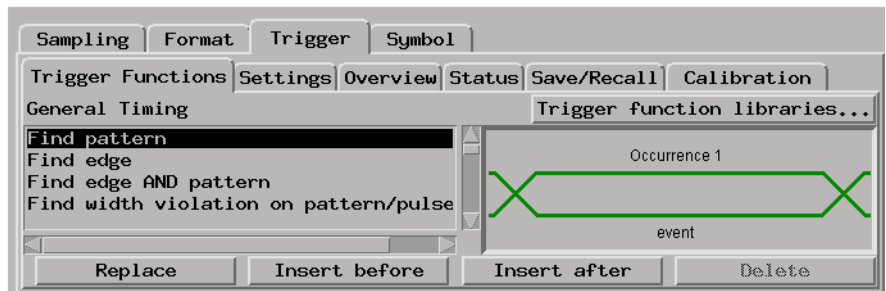 Sampling Format Trigger Symbol
Trigger Functions Settings Overview Status Save/Recall Calibration
General Timing Trigger function libraries...
Find pattern
Find edge
Find edge AND pattern
Find width violation on pattern/pulse
Occurrence 1
event
Replace Insert before Insert after Delete